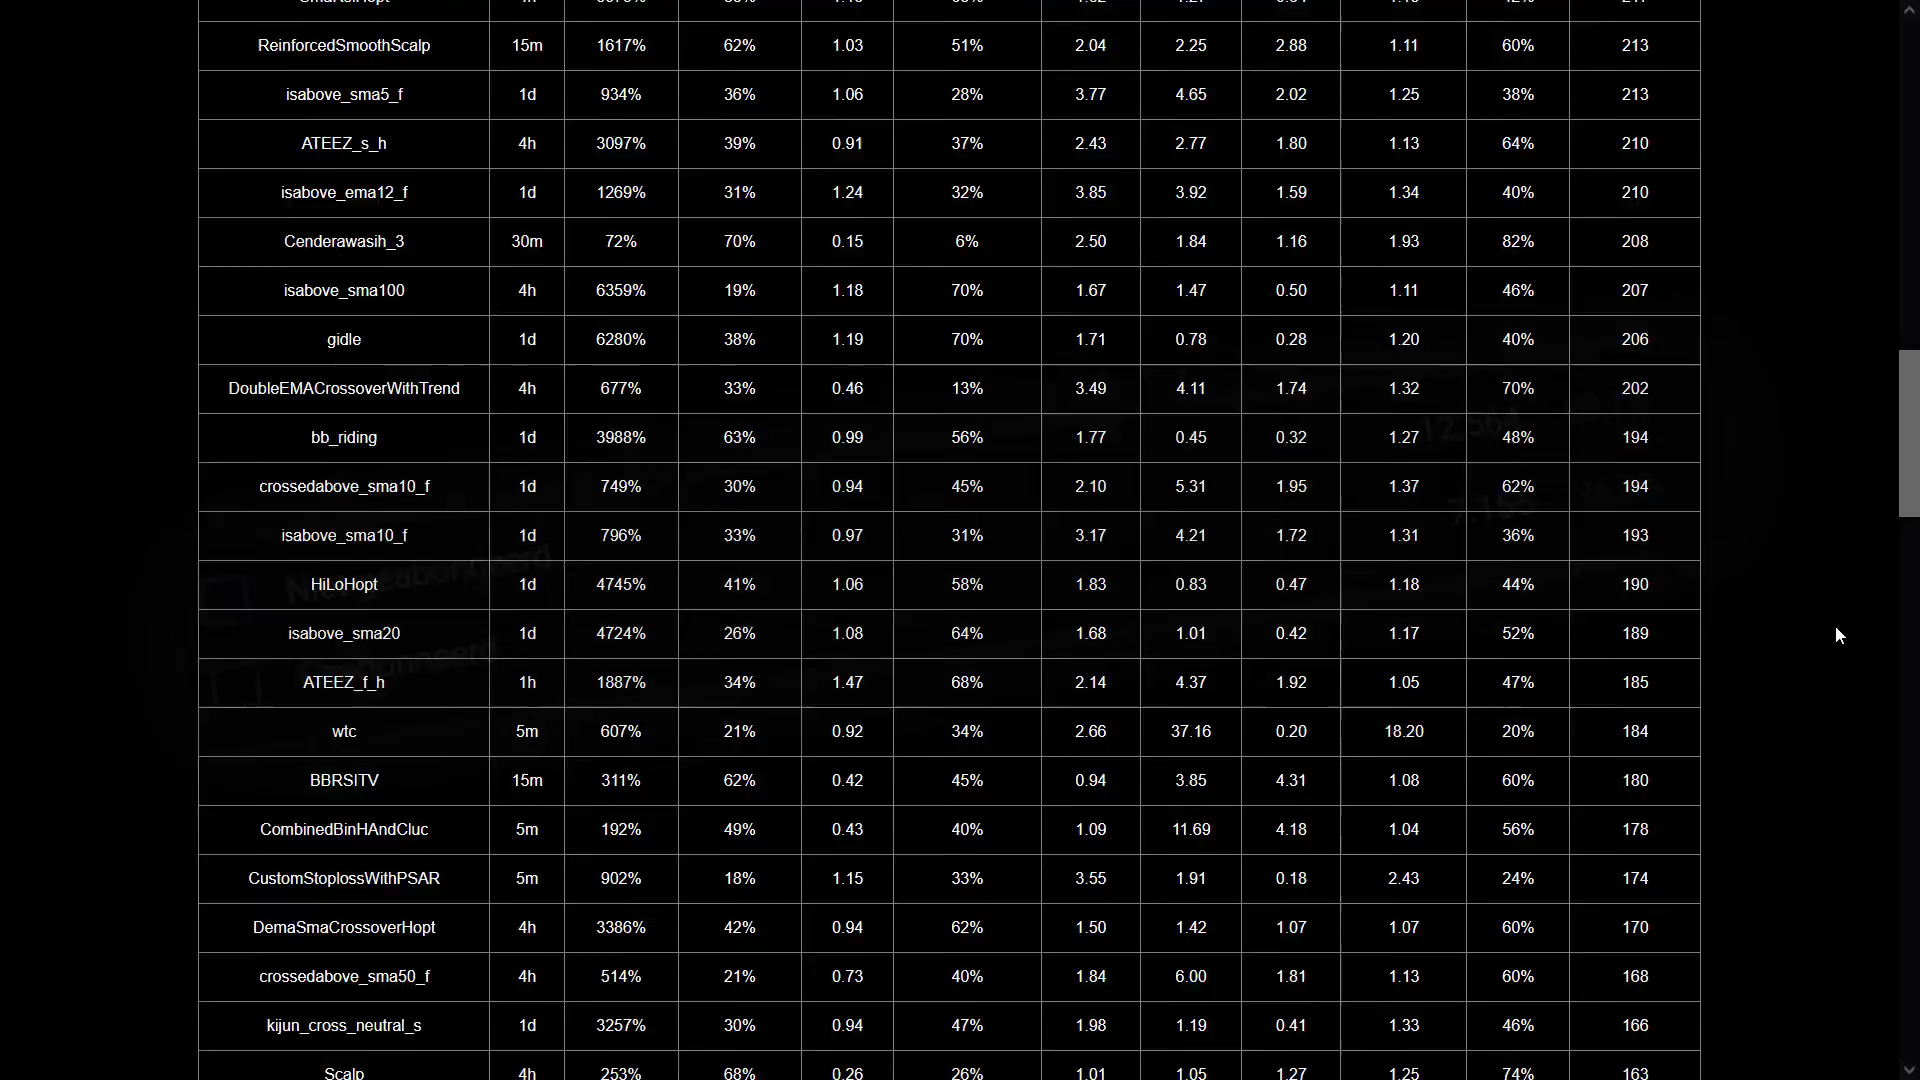 ReinforcedSmoothScalp 15m 1617% 62% 1.03 51% 2.04 2.25 2.88 1.11 60% 213
isabove_sma5_f 1d 934% 36% 1.06 28% 3.77 4.65 2.02 1.25 38% 213
ATEEZ_s_h 4h 3097% 39% 0.91 37% 2.43 2.77 1.80 1.13 64% 210
isabove_ema12_f 1d 1269% 31% 1.24 32% 3.85 3.92 1.59 1.34 40% 210
Cenderawasih_3 30m 72% 70% 0.15 6% 2.50 1.84 1.16 1.93 82% 208
isabove_sma100 4h 6359% 19% 1.18 70% 1.67 1.47 0.50 1.11 46% 207
gidle 1d 6280% 38% 1.19 70% 1.71 0.78 0.28 1.20 40% 206
DoubleEMACrossoverWithTrend 4h 677% 33% 0.46 13% 3.49 4.11 1.74 1.32 70% 202
bb_riding 1d 3988% 63% 0.99 56% 1.77 0.45 0.32 1.27 48% 194
crossedabove_sma10_f 1d 749% 30% 0.94 45% 2.10 5.31 1.95 1.37 62% 194
isabove_sma10_f 1d 796% 33% 0.97 31% 3.17 4.21 1.72 1.31 36% 193
HiLoHopt 1d 4745% 41% 1.06 58% 1.83 0.83 0.47 1.18 44% 190
isabove_sma20 1d 4724% 26% 1.08 64% 1.68 1.01 0.42 1.17 52% 189
ATEEZ_f_h 1h 1887% 34% 1.47 68% 2.14 4.37 1.92 1.05 47% 185
wtc 5m 607% 21% 0.92 34% 2.66 37.16 0.20 18.20 20% 184
BBRSITV 15m 311% 62% 0.42 45% 0.94 3.85 4.31 1.08 60% 180
CombinedBinHAndCluc 5m 192% 49% 0.43 40% 1.09 11.69 4.18 1.04 56% 178
CustomStoplossWithPSAR 5m 902% 18% 1.15 33% 3.55 1.91 0.18 2.43 24% 174
DemaSmaCrossoverHopt 4h 3386% 42% 0.94 62% 1.50 1.42 1.07 1.07 60% 170
crossedabove_sma50_f 4h 514% 21% 0.73 40% 1.84 6.00 1.81 1.13 60% 168
kijun_cross_neutral_s 1d 3257% 30% 0.94 47% 1.98 1.19 0.41 1.33 46% 166
Scalp 4h 253% 68% 0.26 26% 1.01 1.05 1.27 1.25 74% 163